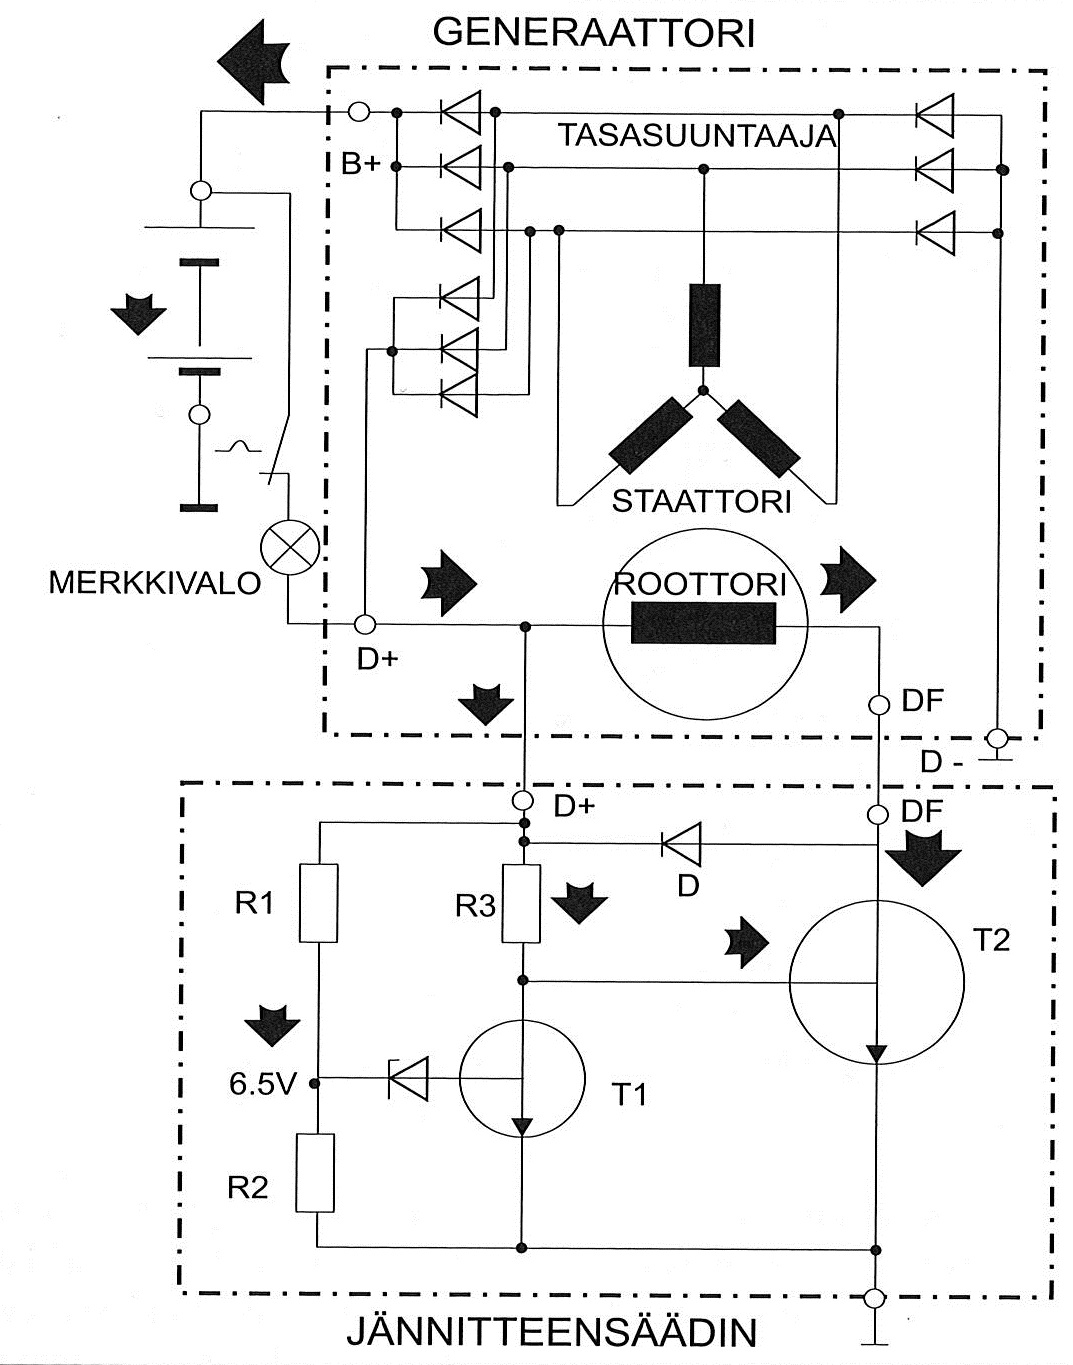 GENERAATTORI
TASASUUNTAAJA
B+
STAATTORI
ROOTTORI
MERKKIVALO
D+
DF
D -
D+
DF
D
R1
R3
T2
6.5V
T1
R2
JÄNNITTEENSÄÄDIN